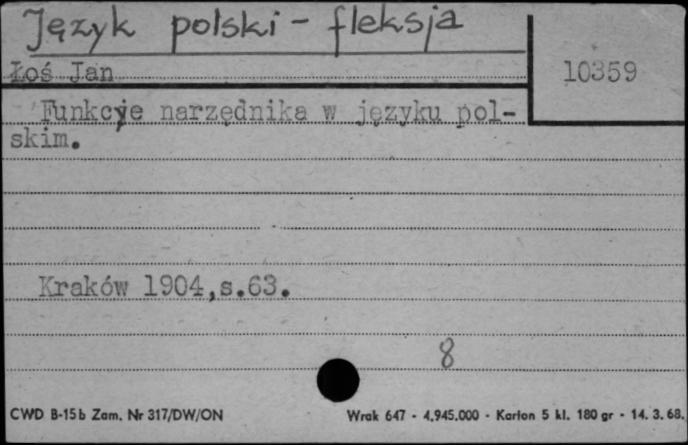 Język polski - fleksja
Łoś Jan
10359
Funkcye narzędnika w języku pol-
skim.
Kraków 1904,s.63.
8
CWD B-15b Zam. Nr 317/DW/ON
Wrak 647 - 4.945.000 - Karton 5 kl. 180 gr - 14. 3. 68.